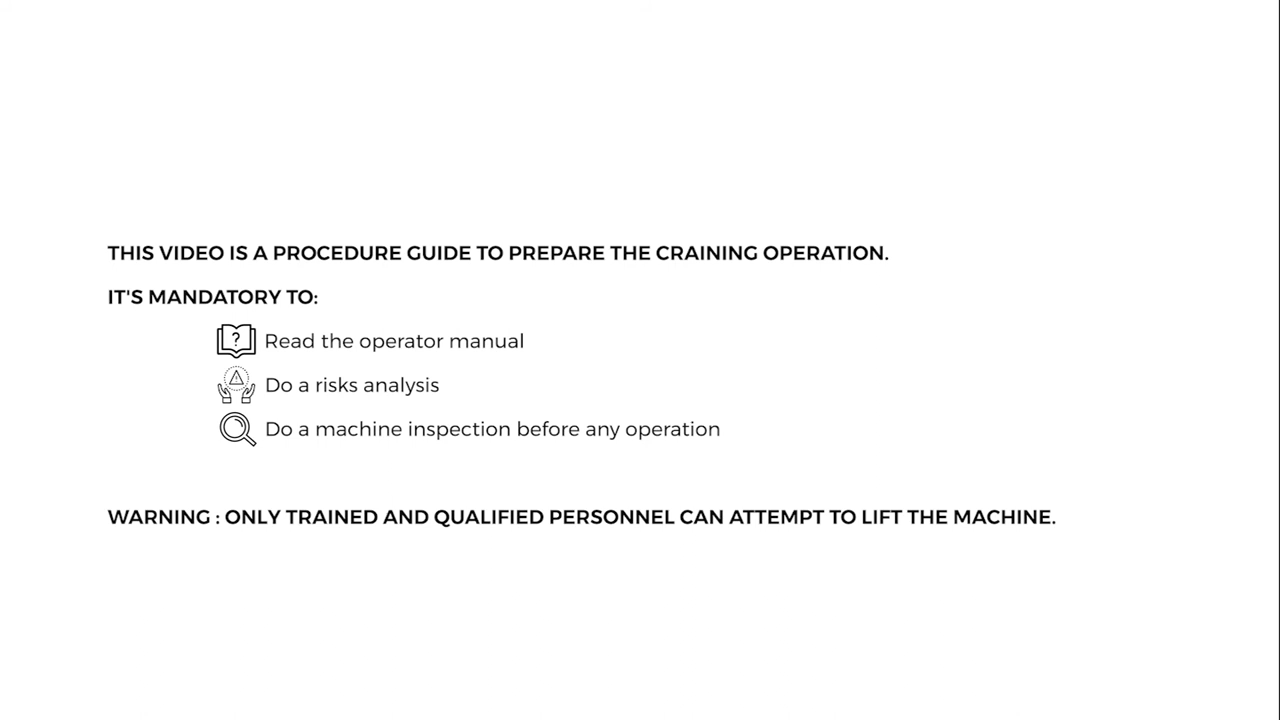 THIS VIDEO IS A PROCEDURE GUIDE TO PREPARE THE CRAINING OPERATION.
IT'S MANDATORY TO:
? Read the operator manual
Do a risks analysis
Do a machine inspection before any operation
WARNING : ONLY TRAINED AND QUALIFIED PERSONNEL CAN ATTEMPT TO LIFT THE MACHINE.